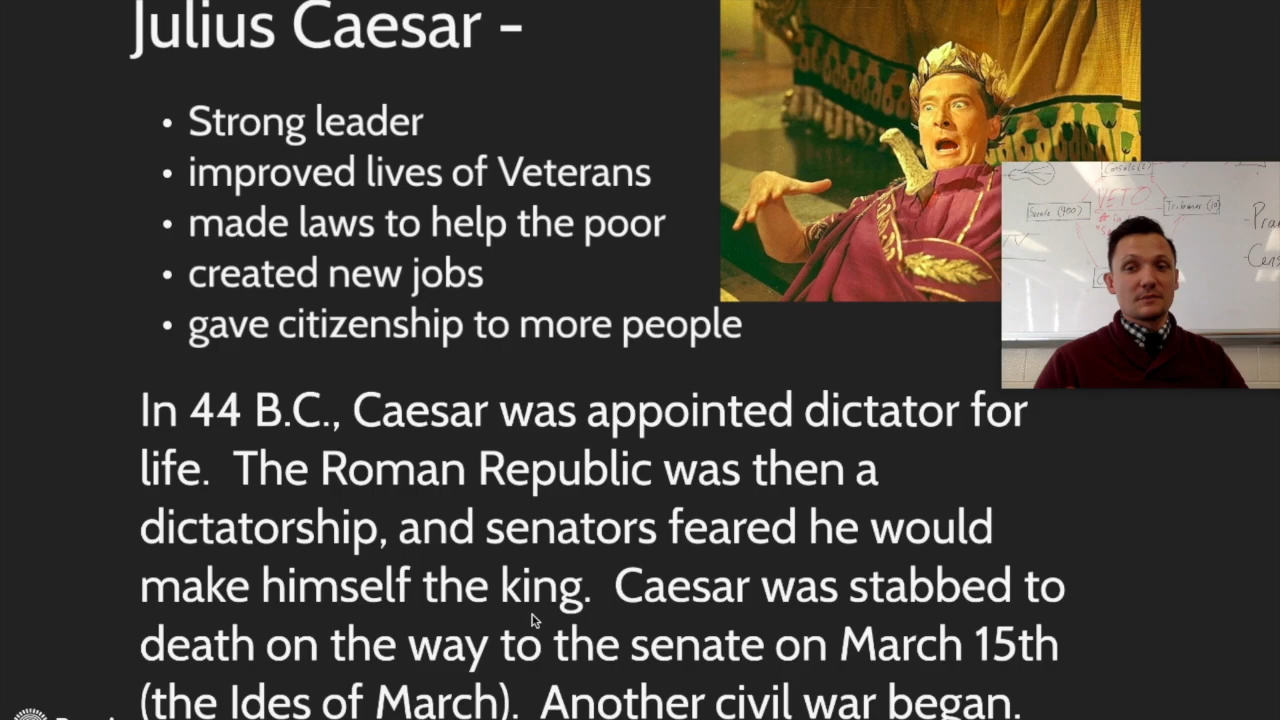 Julius Caesar -
• Strong leader
• improved lives of Veterans
• made laws to help the poor
• created new jobs
• gave citizenship to more people
In 44 B.C., Caesar was appointed dictator for
life. The Roman Republic was then a
dictatorship, and senators feared he would
make himself the king. Caesar was stabbed to
death on the way to the senate on March 15th
(the Ides of March). Another civil war began.
VETO